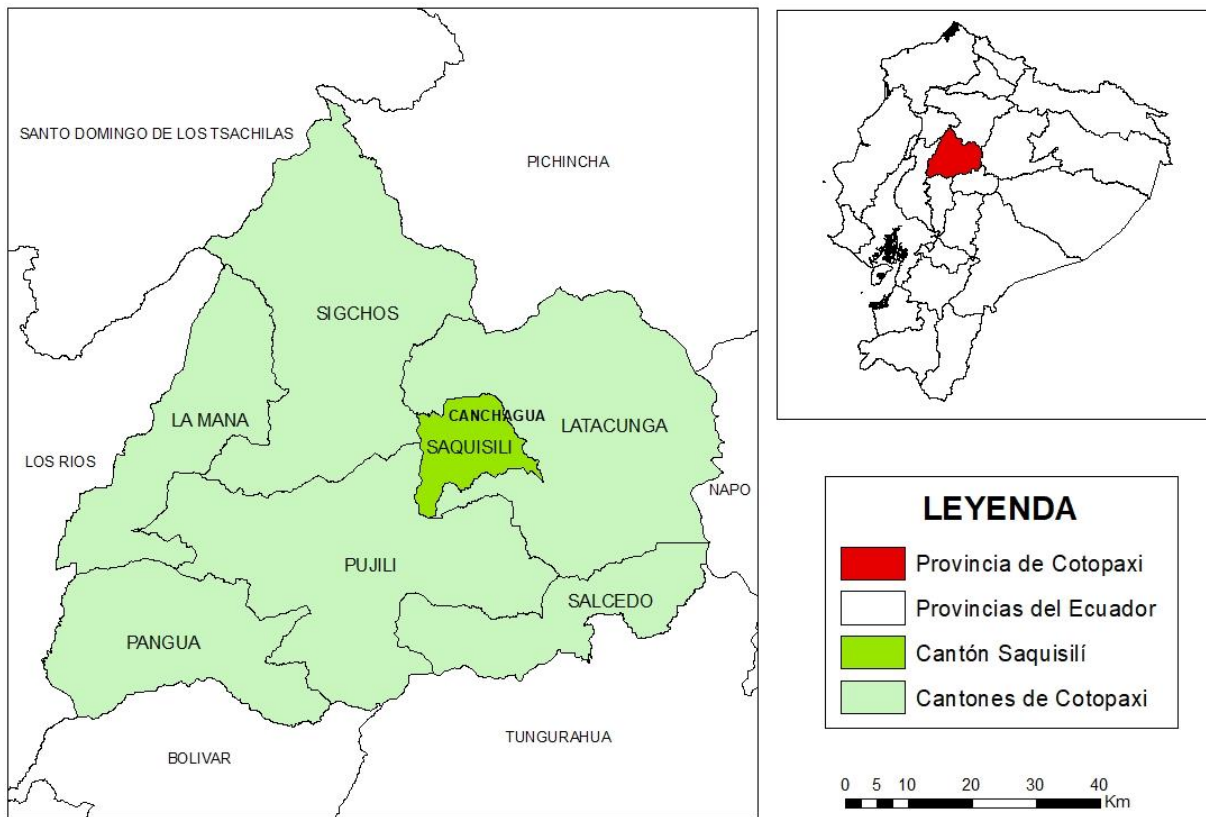 SANTO DOMINGO DE LOS TSACHILAS
PICHINCHA
SIGCHOS
LA MANA
CANCHAGUA
SAQUISILI
LATACUNGA
LOS RIOS
NAPO
PUJILI
SALCEDO
PANGUA
TUNGURAHUA
BOLIVAR
LEYENDA
Provincia de Cotopaxi
Provincias del Ecuador
Cantón Saquisilí
Cantones de Cotopaxi
0 5 10 20 30 40
Km